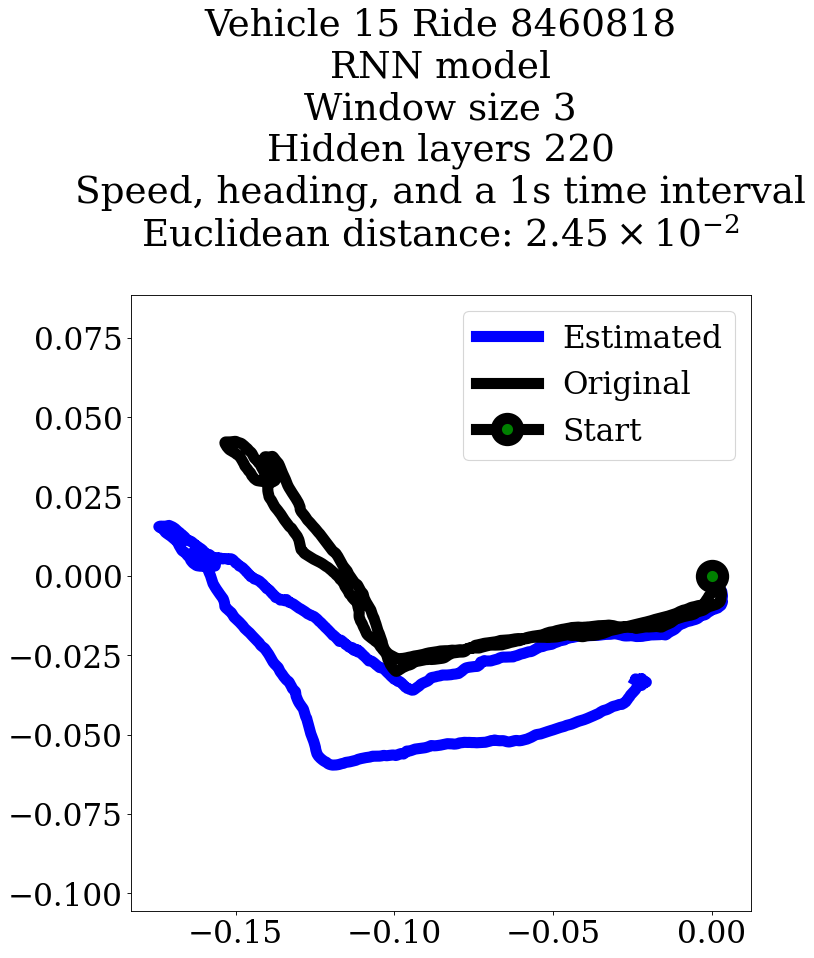 Vehicle 15 Ride 8460818
RNN model
Window size 3
Hidden layers 220
Speed, heading, and a 1s time interval
Euclidean distance: 2.45 × 10⁻²
Estimated
Original
Start
0.075
0.050
0.025
0.000
−0.025
−0.050
−0.075
−0.100
−0.15
−0.10
−0.05
0.00